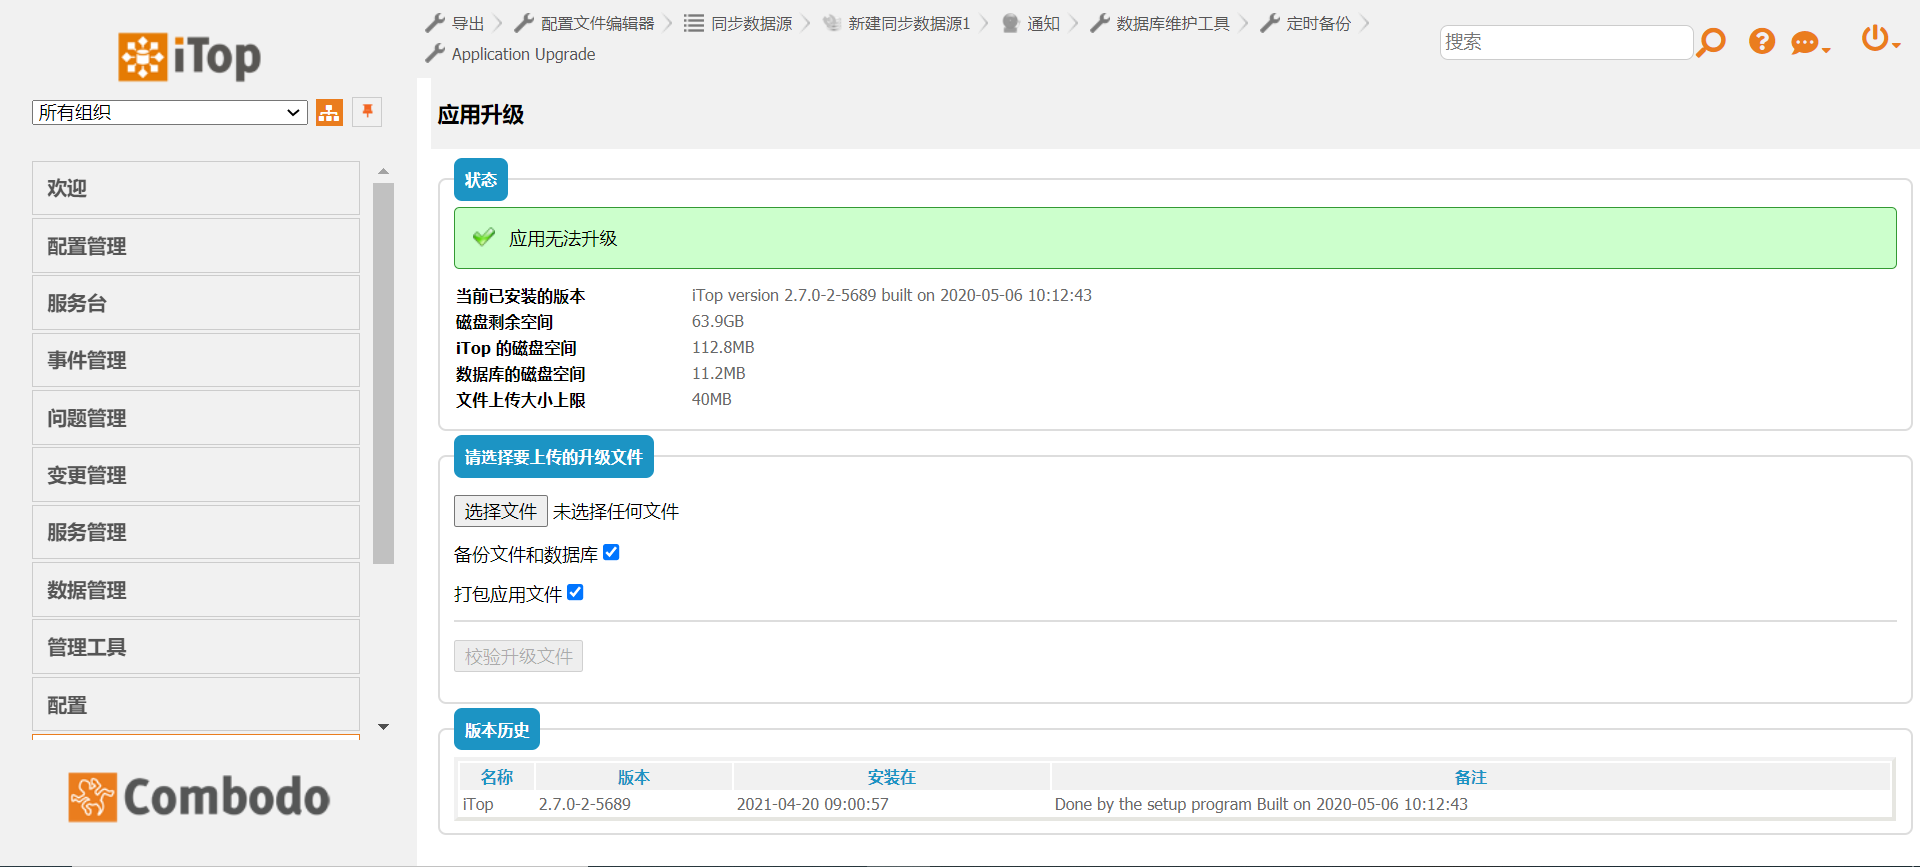 导出 配置文件编辑器 同步数据源 新建同步数据源1 通知 数据库维护工具 定时备份
Application Upgrade
搜索
iTop
所有组织
欢迎
配置管理
服务台
事件管理
问题管理
变更管理
服务管理
数据管理
管理工具
配置
Combodo
应用升级
状态
应用无法升级
当前已安装的版本 iTop version 2.7.0-2-5689 built on 2020-05-06 10:12:43
磁盘剩余空间 63.9GB
iTop 的磁盘空间 112.8MB
数据库的磁盘空间 11.2MB
文件上传大小上限 40MB
请选择要上传的升级文件
选择文件 未选择任何文件
备份文件和数据库
打包应用文件
校验升级文件
版本历史
名称 版本 安装在 备注
iTop 2.7.0-2-5689 2021-04-20 09:00:57 Done by the setup program Built on 2020-05-06 10:12:43